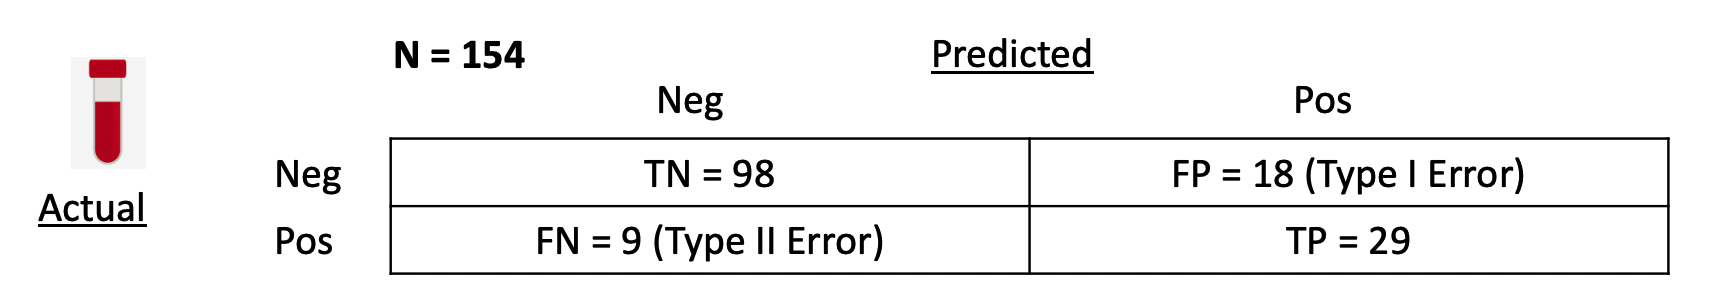 N = 154 Predicted
Neg Pos
Neg TN = 98 FP = 18 (Type I Error)
Actual
Pos FN = 9 (Type II Error) TP = 29